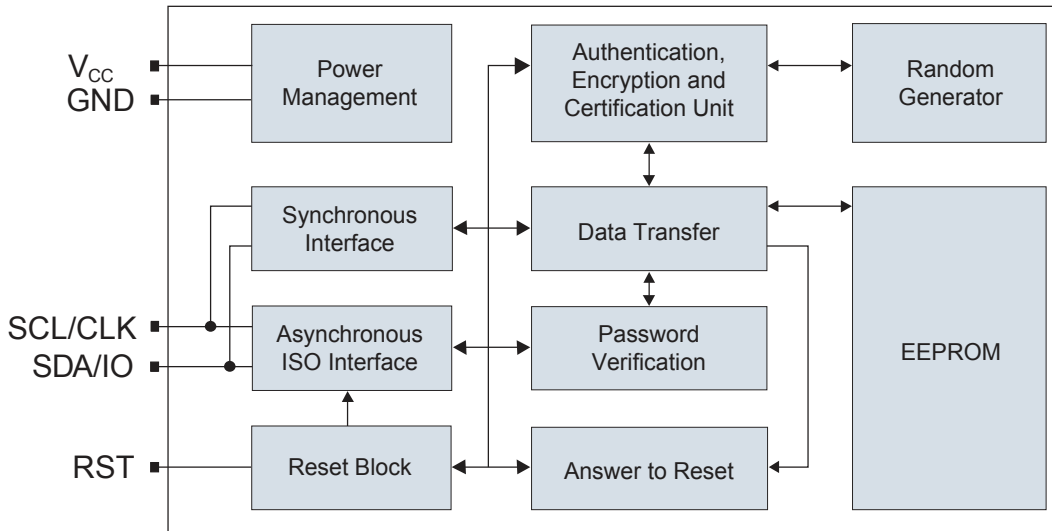 V_CC
GND
Power
Management
Authentication,
Encryption and
Certification Unit
Random
Generator
Synchronous
Interface
Data Transfer
SCL/CLK
SDA/IO
Asynchronous
ISO Interface
Password
Verification
EEPROM
RST
Reset Block
Answer to Reset